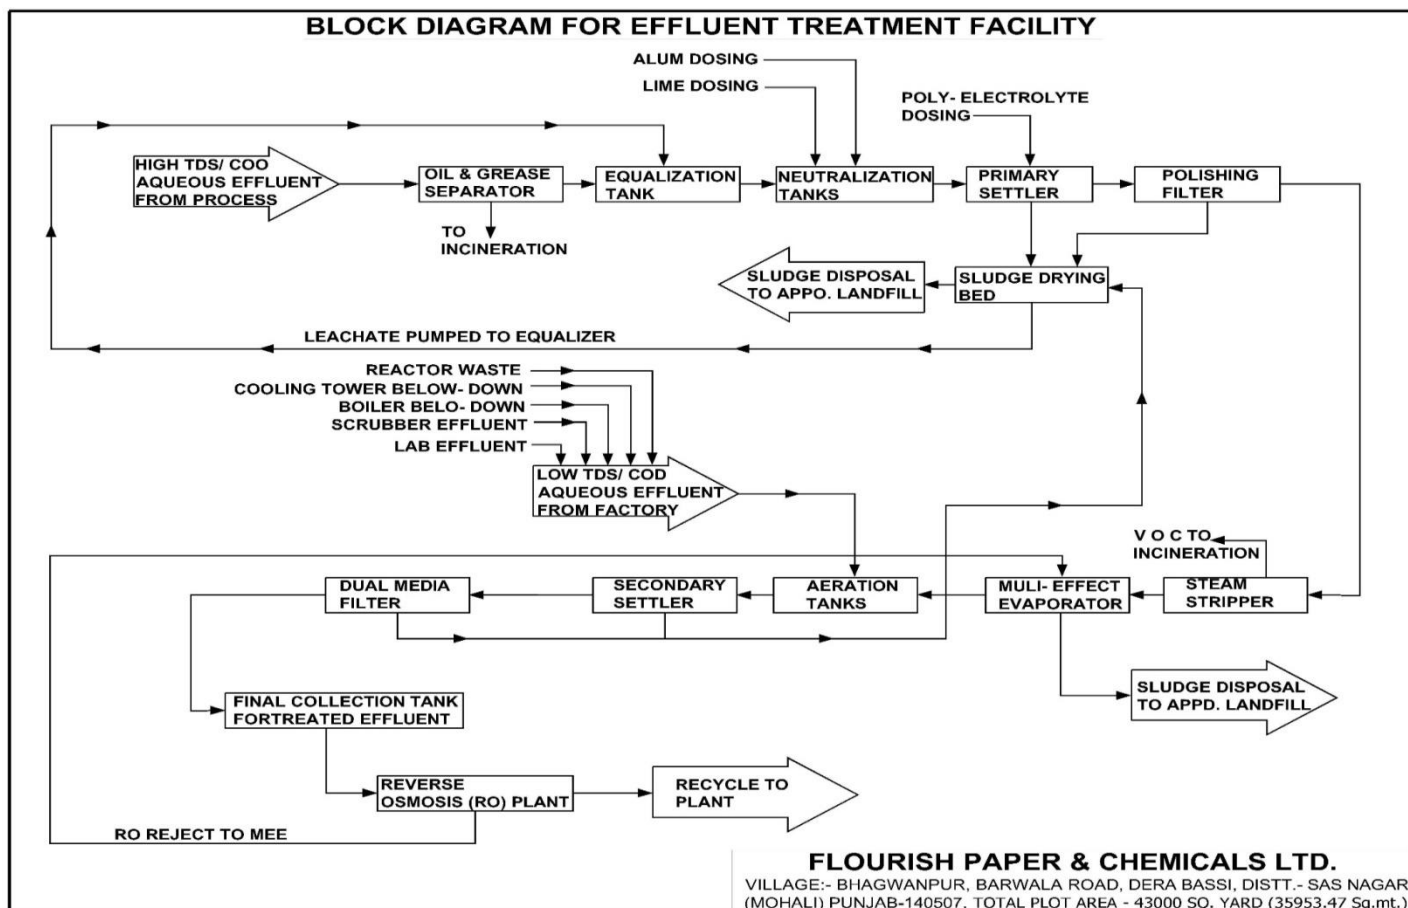 BLOCK DIAGRAM FOR EFFLUENT TREATMENT FACILITY
ALUM DOSING
LIME DOSING
POLY- ELECTROLYTE
DOSING
HIGH TDS/ COO
AQUEOUS EFFLUENT
FROM PROCESS
OIL & GREASE
SEPARATOR
EQUALIZATION
TANK
NEUTRALIZATION
TANKS
PRIMARY
SETTLER
POLISHING
FILTER
TO
INCINERATION
SLUDGE DISPOSAL
TO APPO. LANDFILL
SLUDGE DRYING
BED
LEACHATE PUMPED TO EQUALIZER
REACTOR WASTE
COOLING TOWER BELOW- DOWN
BOILER BELO- DOWN
SCRUBBER EFFLUENT
LAB EFFLUENT
LOW TDS/ COD
AQUEOUS EFFLUENT
FROM FACTORY
V O C TO
INCINERATION
DUAL MEDIA
FILTER
SECONDARY
SETTLER
AERATION
TANKS
MULI- EFFECT
EVAPORATOR
STEAM
STRIPPER
FINAL COLLECTION TANK
FORTREATED EFFLUENT
SLUDGE DISPOSAL
TO APPD. LANDFILL
REVERSE
OSMOSIS (RO) PLANT
RECYCLE TO
PLANT
RO REJECT TO MEE
FLOURISH PAPER & CHEMICALS LTD.
VILLAGE:- BHAGWANPUR, BARWALA ROAD, DERA BASSI, DISTT.- SAS NAGAR
(MOHALI) PUNJAB-140507. TOTAL PLOT AREA - 43000 SQ. YARD (35953.47 Sq.mt.)